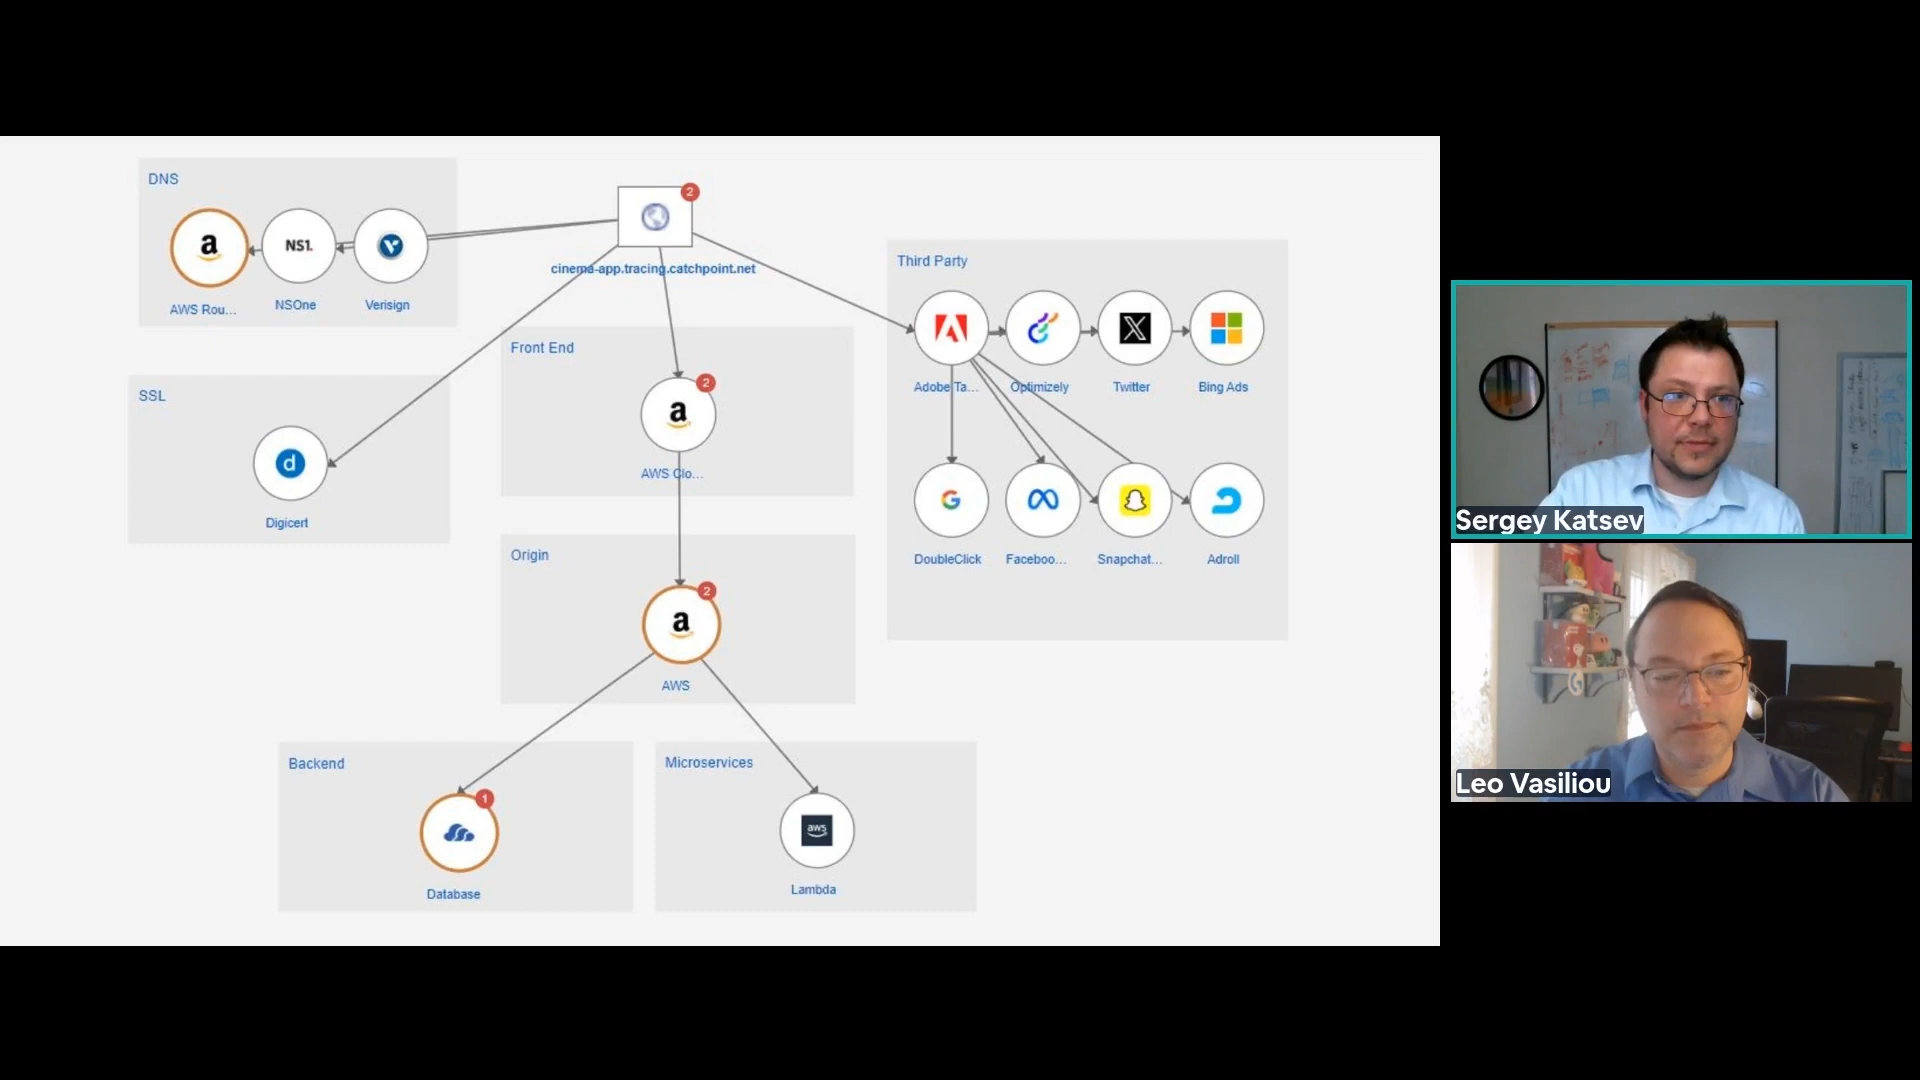 DNS
2
a
NS1.
AWS Rou...
NSOne
Verisign
cinema-app.tracing.catchpoint.net
Third Party
Front End
Adobe Ta...
Optimizely
Twitter
Bing Ads
SSL
2
a
d
AWS Clo...
Digicert
DoubleClick
Faceboo...
Snapchat...
Adroll
Sergey Katsev
Origin
2
a
AWS
Backend
Microservices
1
aws
Database
Lambda
Leo Vasiliou